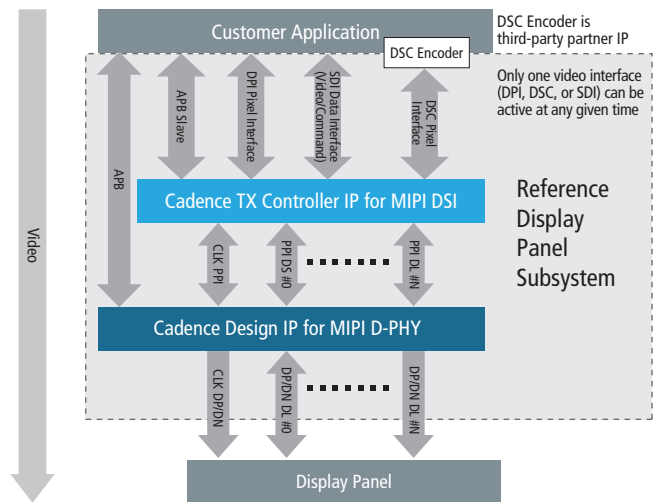 Customer Application
DSC Encoder is
third-party partner IP
DSC Encoder
Only one video interface
(DPI, DSC, or SDI) can be
active at any given time
APB
APB Slave
DPI Pixel Interface
SDI Data Interface
(Video/Command)
DSC Pixel
Interface
Cadence TX Controller IP for MIPI DSI
Reference
Display
Panel
Subsystem
Video
CLK PPI
PPI DS #0
PPI DL #N
Cadence Design IP for MIPI D-PHY
CLK DP/DN
DP/DN DL #0
DP/DN DL #N
Display Panel